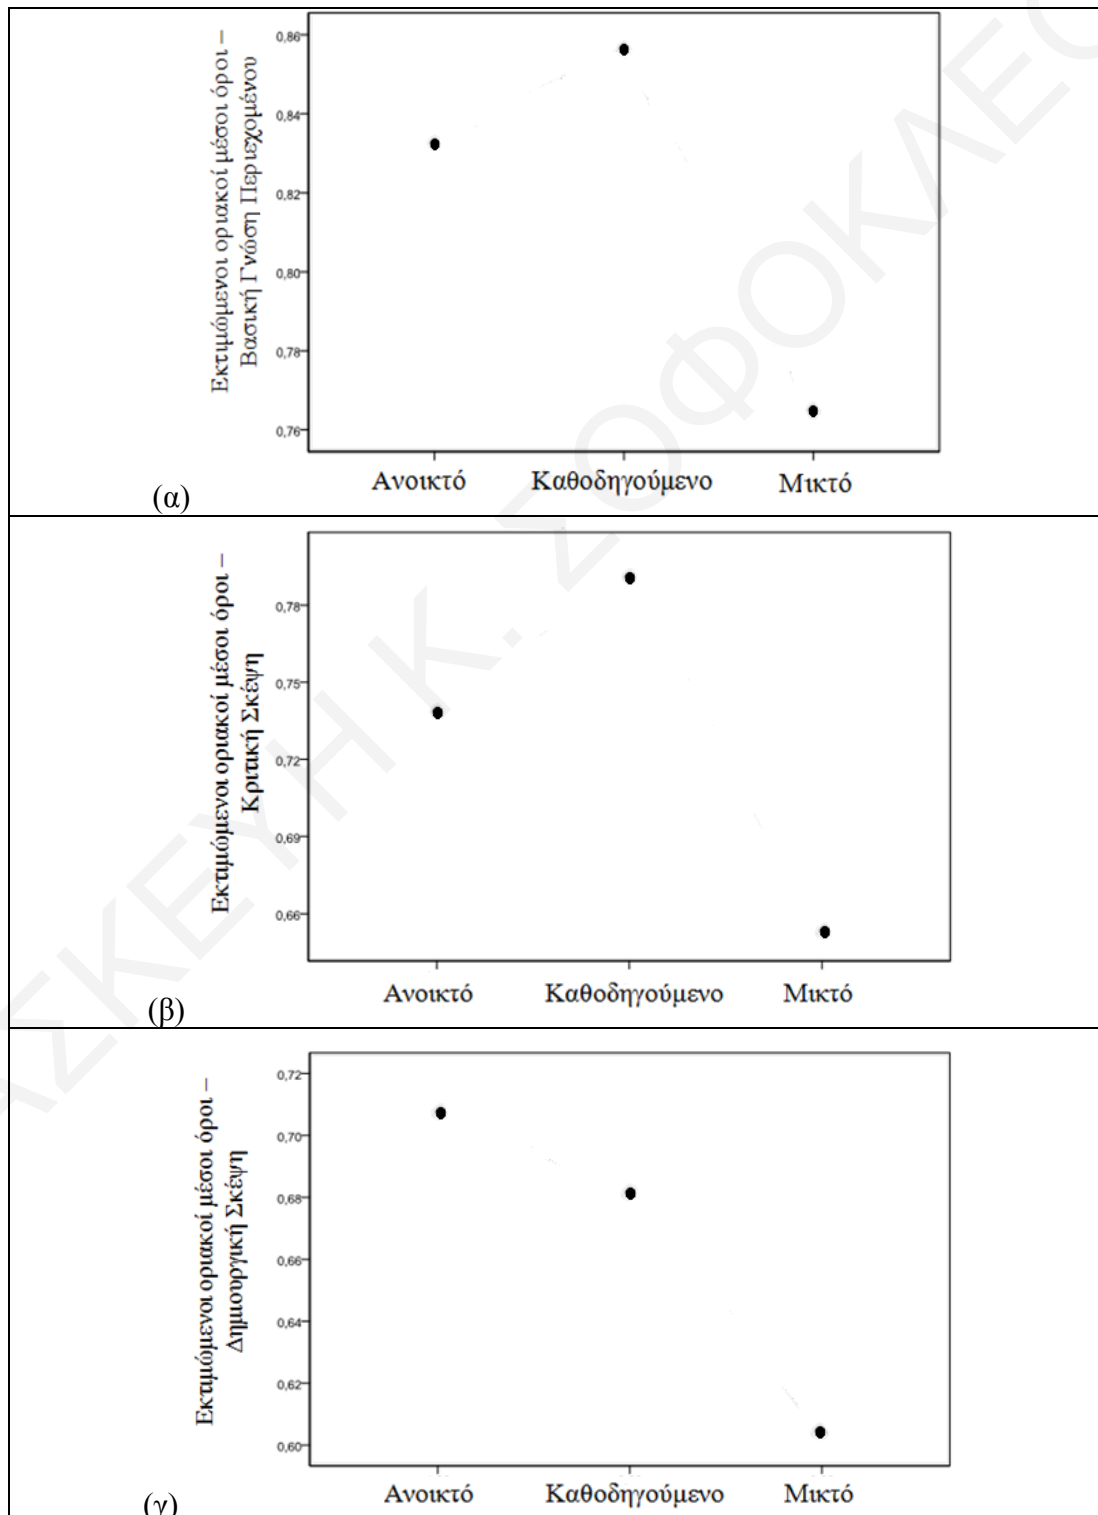 Εκτιμώμενοι οριακοί μέσοι όροι –
Βασική Γνώση Περιεχομένου
0,86
0,84
0,82
0,80
0,78
0,76
Ανοικτό Καθοδηγούμενο Μικτό
(α)
Εκτιμώμενοι οριακοί μέσοι όροι –
Κριτική Σκέψη
0,78
0,75
0,72
0,69
0,66
Ανοικτό Καθοδηγούμενο Μικτό
(β)
Εκτιμώμενοι οριακοί μέσοι όροι –
Δημιουργική Σκέψη
0,72
0,70
0,68
0,66
0,64
0,62
0,60
Ανοικτό Καθοδηγούμενο Μικτό
(γ)
ΑΣΚΕΥΗ Κ. ΣΟΦΟΚΛΕΟ